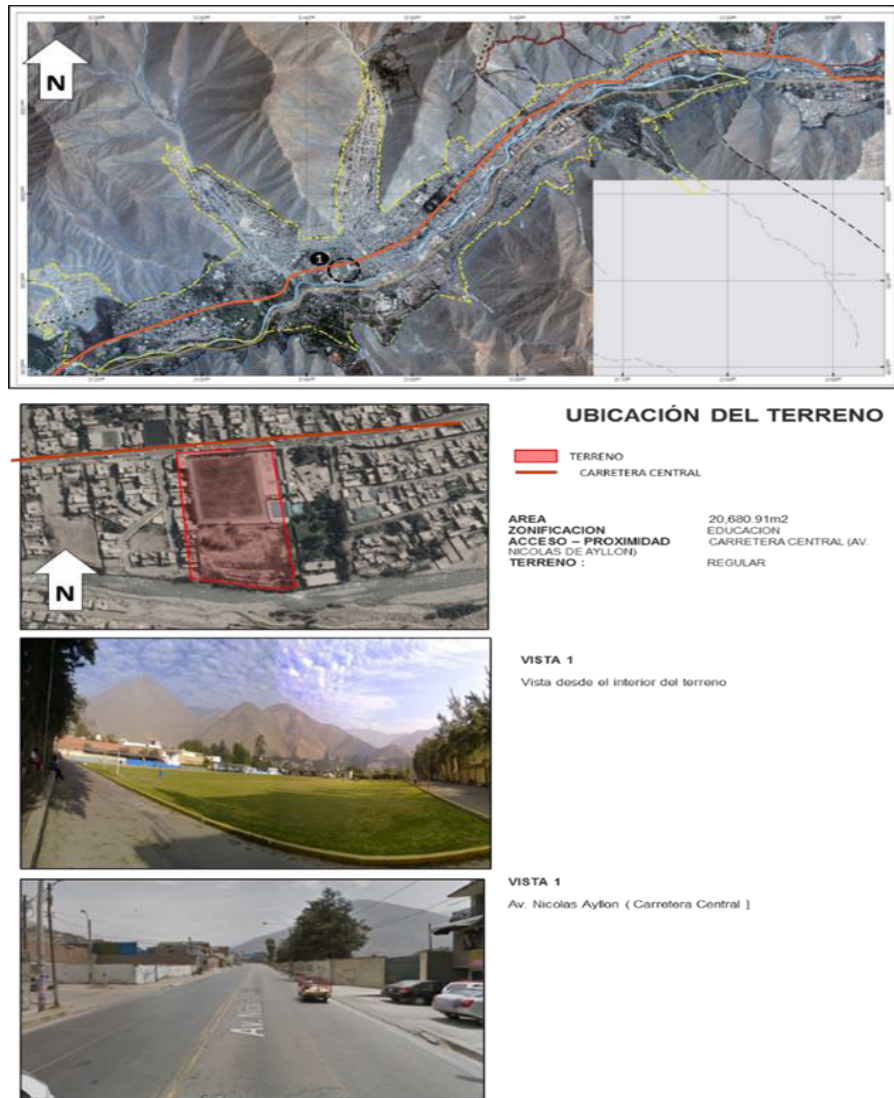 N
1
UBICACIÓN DEL TERRENO
TERRENO
CARRETERA CENTRAL
AREA 20,680.91m2
ZONIFICACION EDUCACION
ACCESO – PROXIMIDAD CARRETERA CENTRAL (AV.
NICOLAS DE AYLLON)
TERRENO : REGULAR
N
VISTA 1
Vista desde el interior del terreno
VISTA 1
Av. Nicolas Ayllon ( Carretera Central ]
Av.